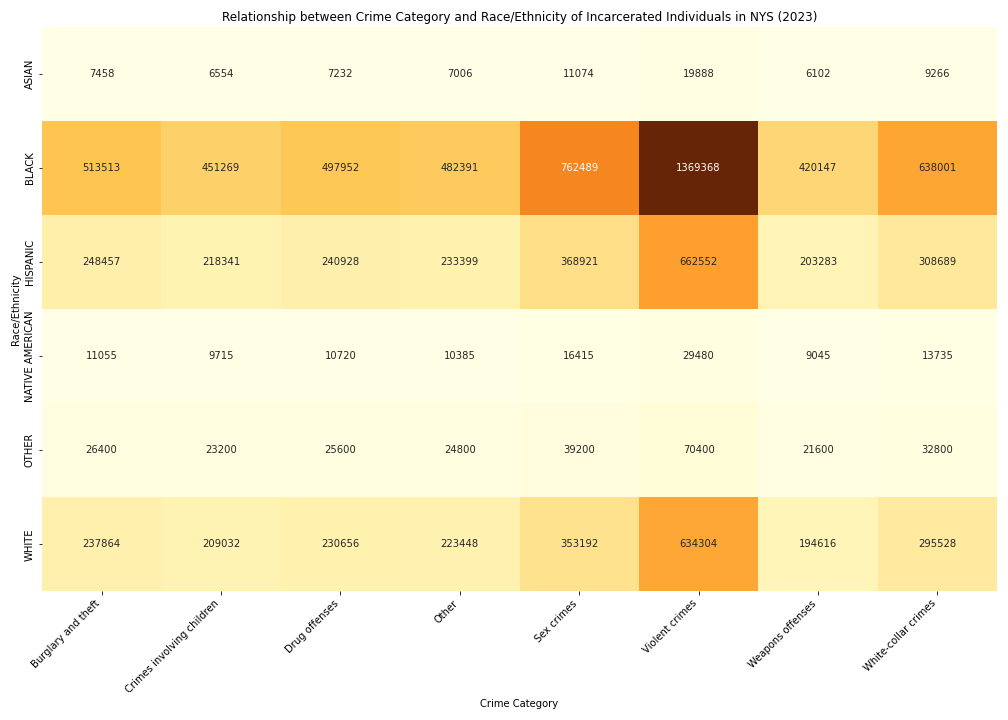 Relationship between Crime Category and Race/Ethnicity of Incarcerated Individuals in NYS (2023)
Race/Ethnicity
ASIAN
7458 6554 7232 7006 11074 19888 6102 9266
BLACK
513513 451269 497952 482391 762489 1369368 420147 638001
HISPANIC
248457 218341 240928 233399 368921 662552 203283 308689
NATIVE AMERICAN
11055 9715 10720 10385 16415 29480 9045 13735
OTHER
26400 23200 25600 24800 39200 70400 21600 32800
WHITE
237864 209032 230656 223448 353192 634304 194616 295528
Burglary and theft
Crimes involving children
Drug offenses
Other
Sex crimes
Violent crimes
Weapons offenses
White-collar crimes
Crime Category